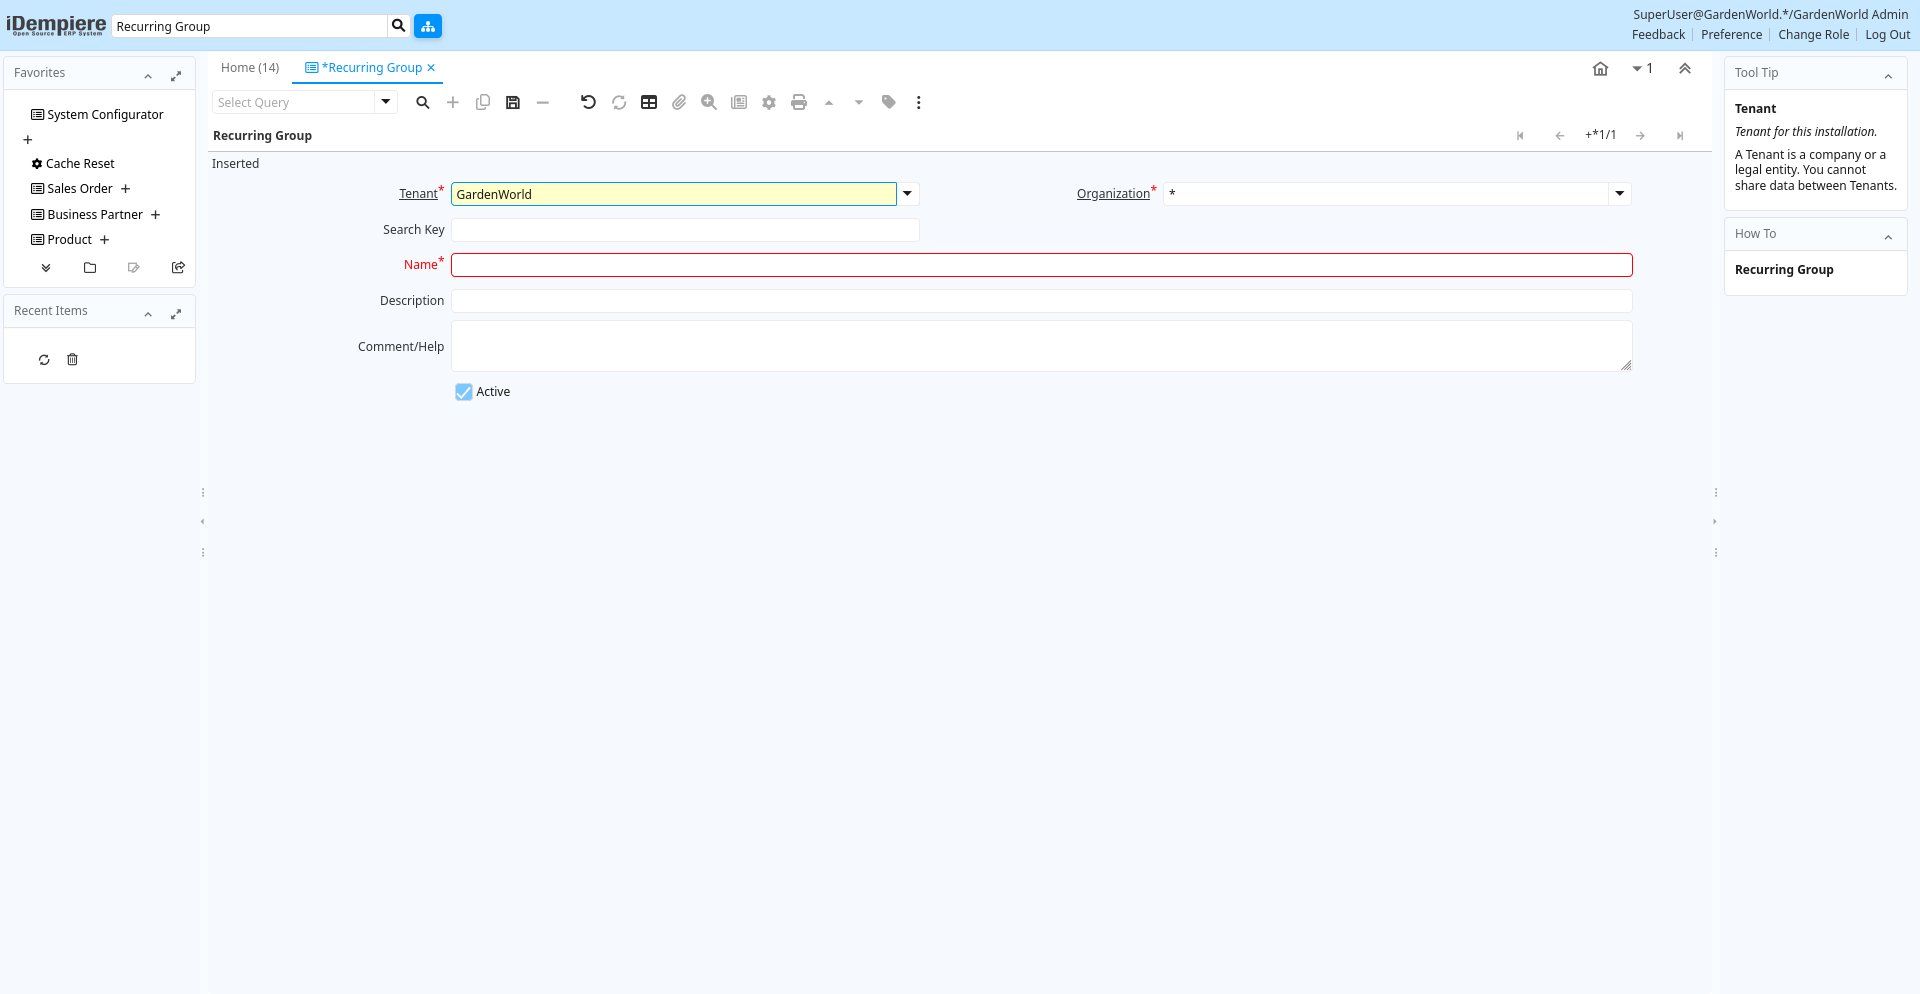 iDempiere
Open Source ERP System
Recurring Group
SuperUser@GardenWorld.*/GardenWorld Admin
Feedback Preference Change Role Log Out
Favorites
System Configurator
Cache Reset
Sales Order
Business Partner
Product
Recent Items
Home (14) *Recurring Group
1
Select Query
Recurring Group
+*1/1
Inserted
Tenant* GardenWorld Organization* *
Search Key
Name*
Description
Comment/Help
Active
Tool Tip
Tenant
Tenant for this installation.
A Tenant is a company or a
legal entity. You cannot
share data between Tenants.
How To
Recurring Group